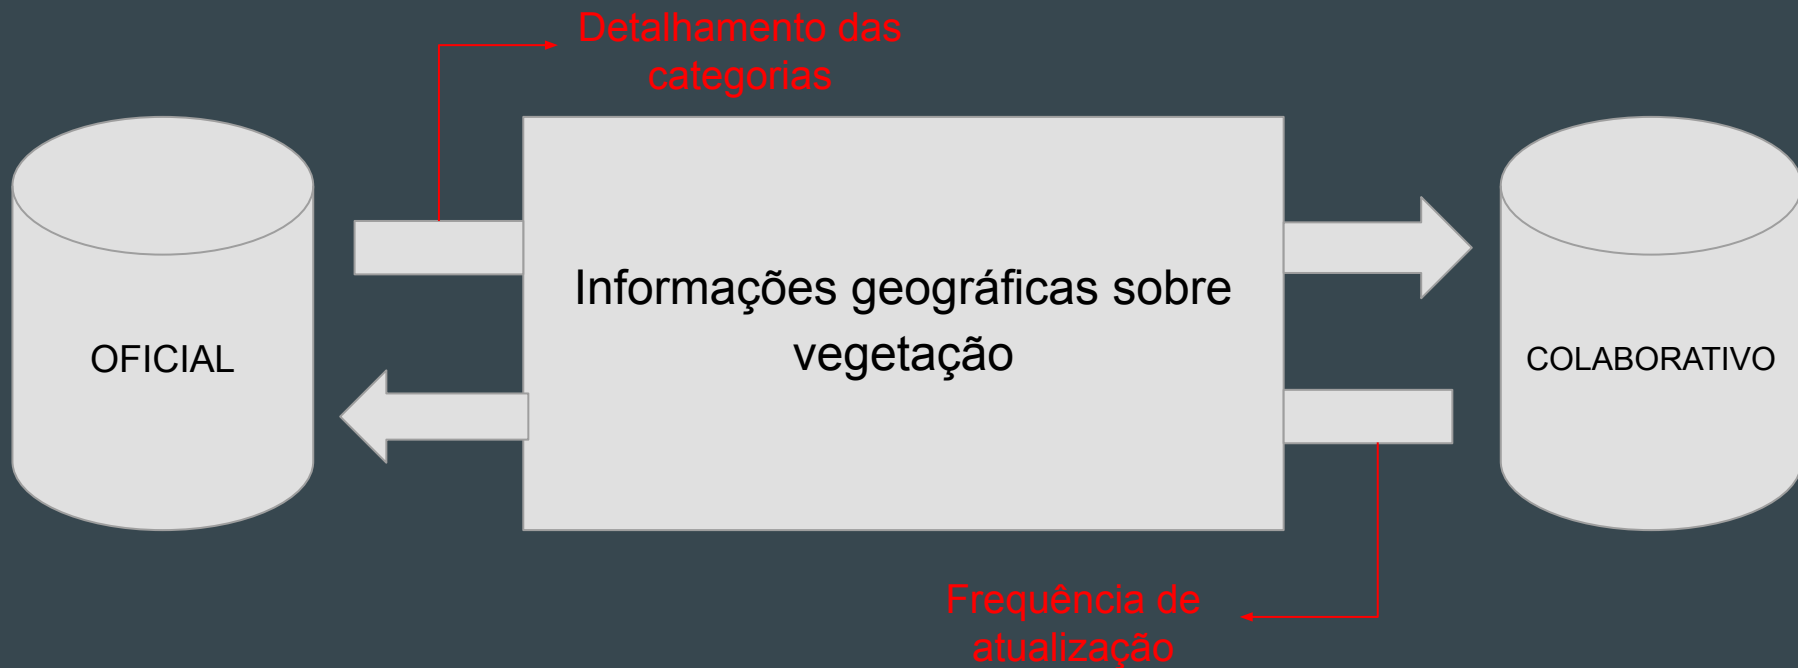 Detalhamento das
categorias
OFICIAL
Informações geográficas sobre
vegetação
COLABORATIVO
Frequência de
atualização